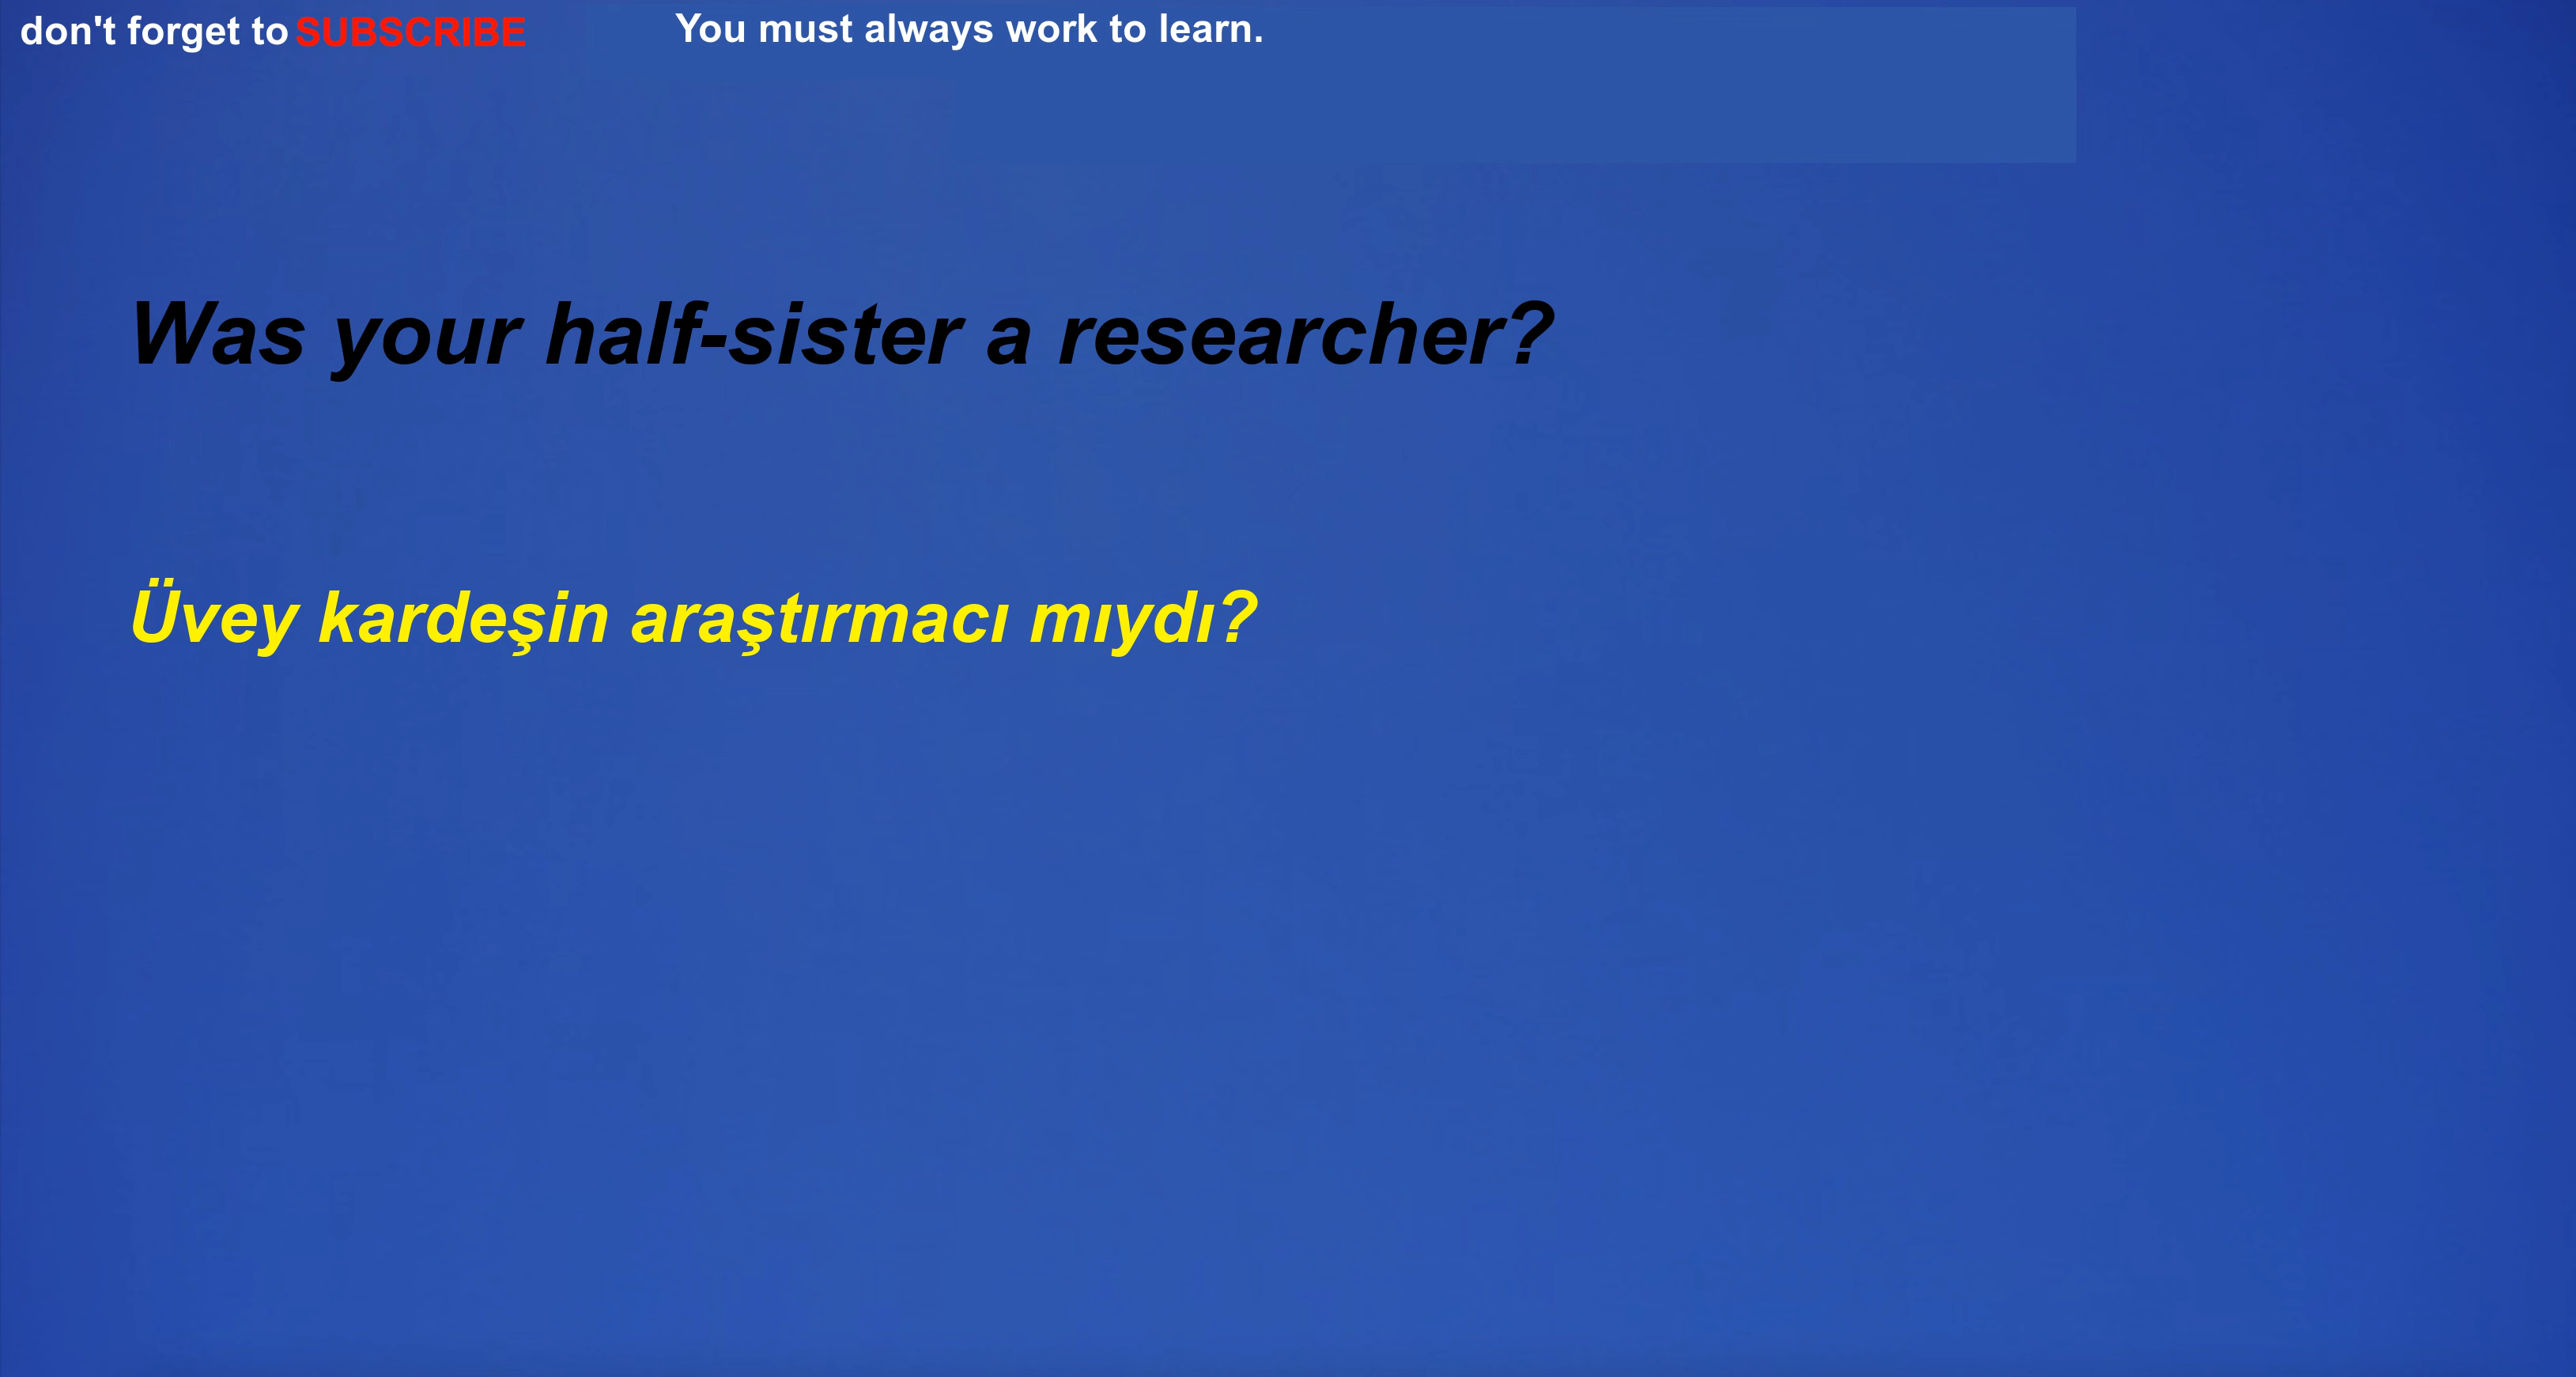 don't forget to SUBSCRIBE
You must always work to learn.
Was your half-sister a researcher?
Üvey kardeşin araştırmacı mıydı?